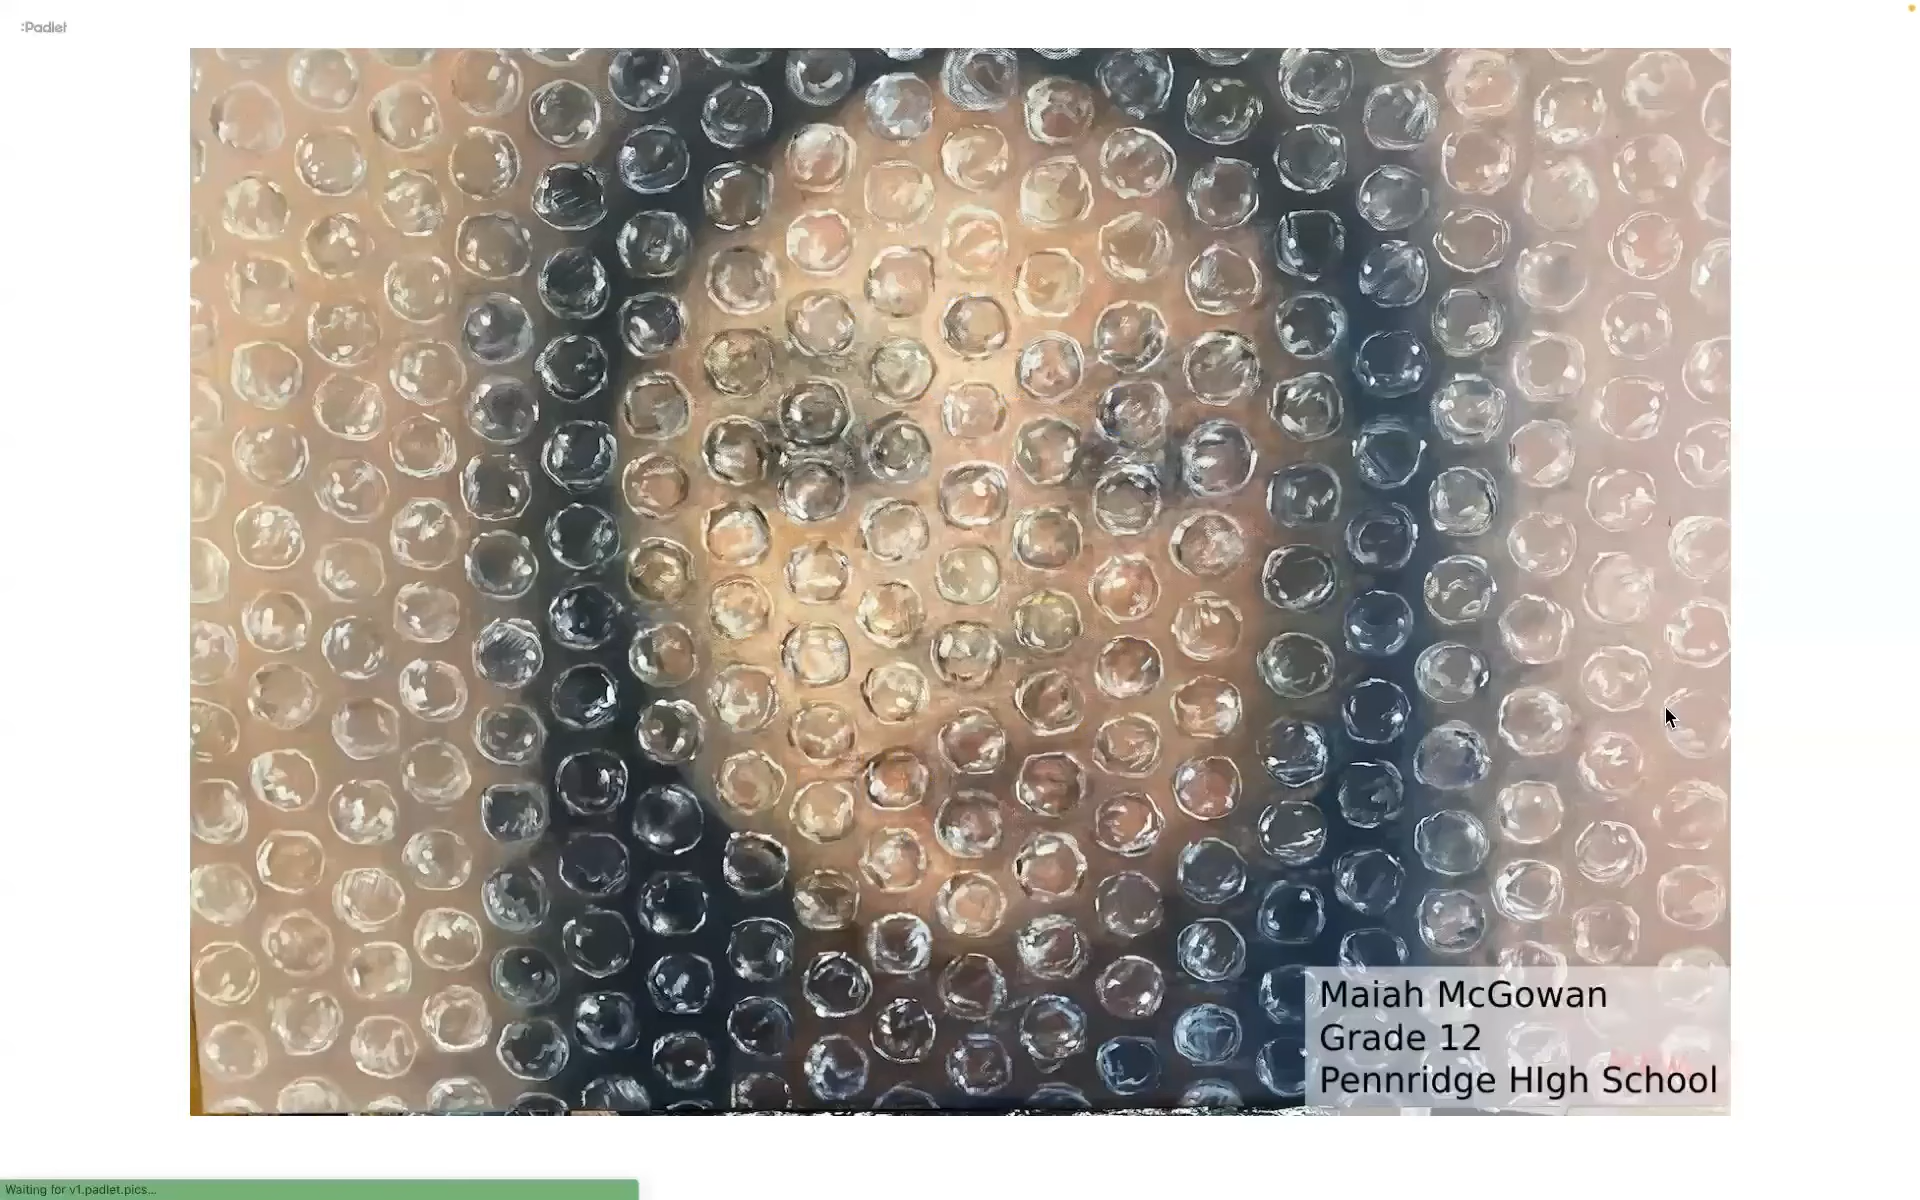 :Padlet
Maiah McGowan
Grade 12
Pennridge HIgh School
Waiting for v1.padlet.pics...